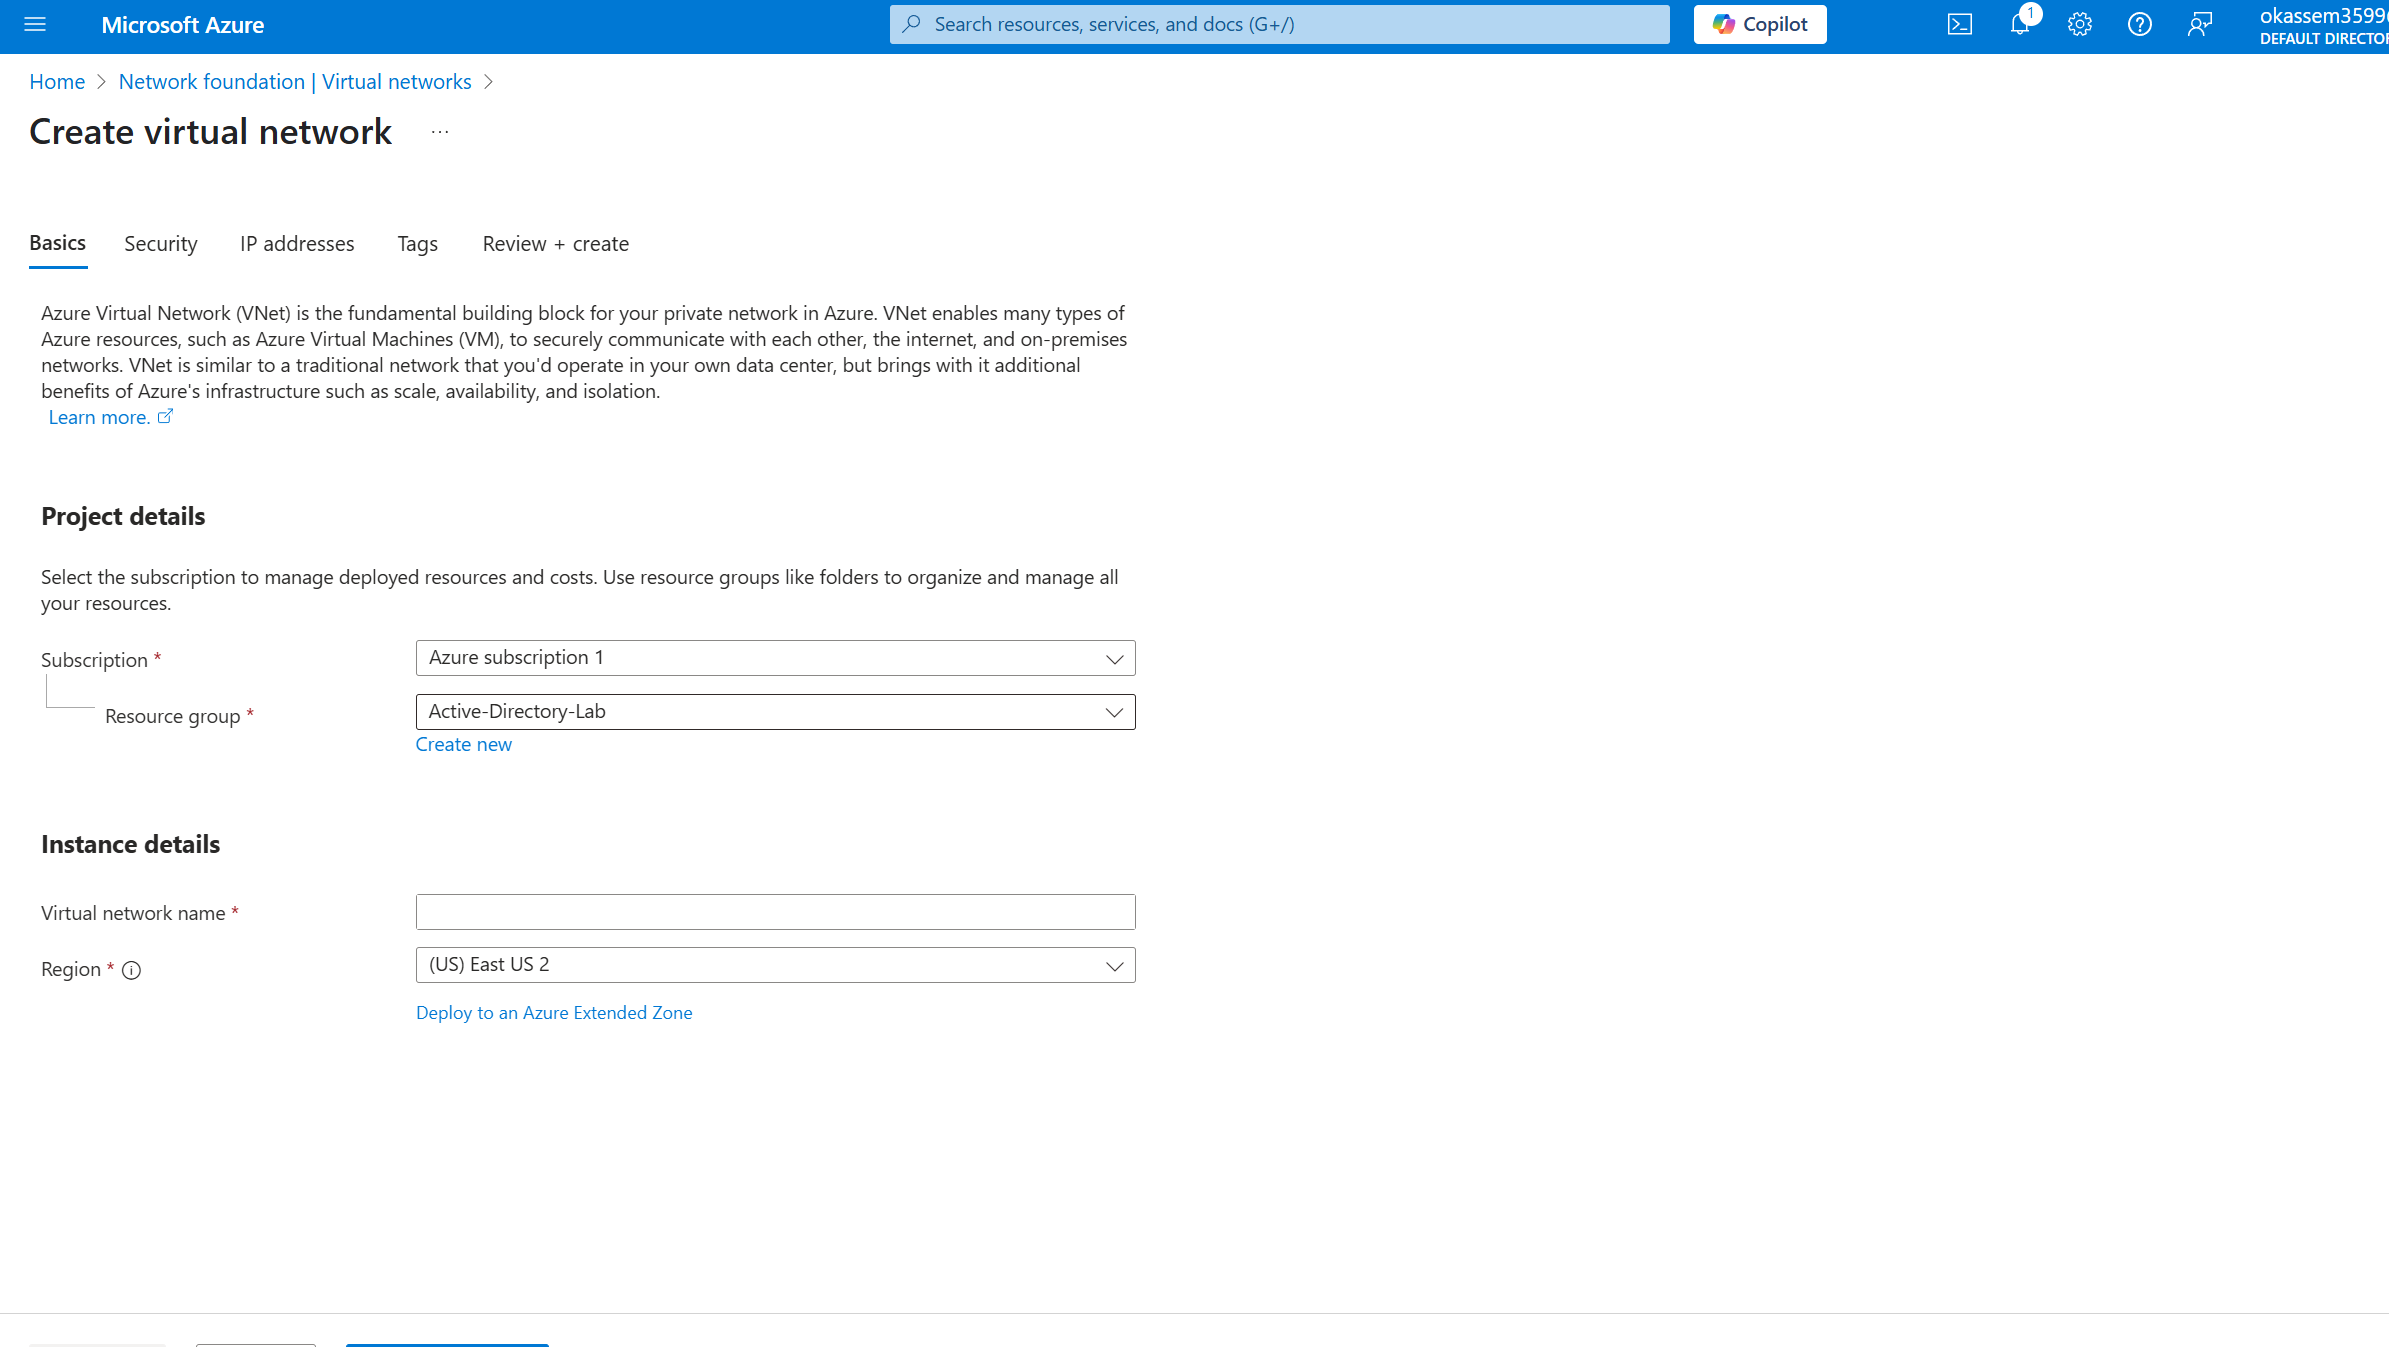 Microsoft Azure
Search resources, services, and docs (G+/)
Copilot
1
DEFAULT DIRECTOR
Home > Network foundation | Virtual networks >
Create virtual network ...
Basics Security IP addresses Tags Review + create
Azure Virtual Network (VNet) is the fundamental building block for your private network in Azure. VNet enables many types of
Azure resources, such as Azure Virtual Machines (VM), to securely communicate with each other, the internet, and on-premises
networks. VNet is similar to a traditional network that you'd operate in your own data center, but brings with it additional
benefits of Azure's infrastructure such as scale, availability, and isolation.
Learn more.
Project details
Select the subscription to manage deployed resources and costs. Use resource groups like folders to organize and manage all
your resources.
Subscription *
Azure subscription 1
Resource group *
Active-Directory-Lab
Create new
Instance details
Virtual network name *
Region *
(US) East US 2
Deploy to an Azure Extended Zone